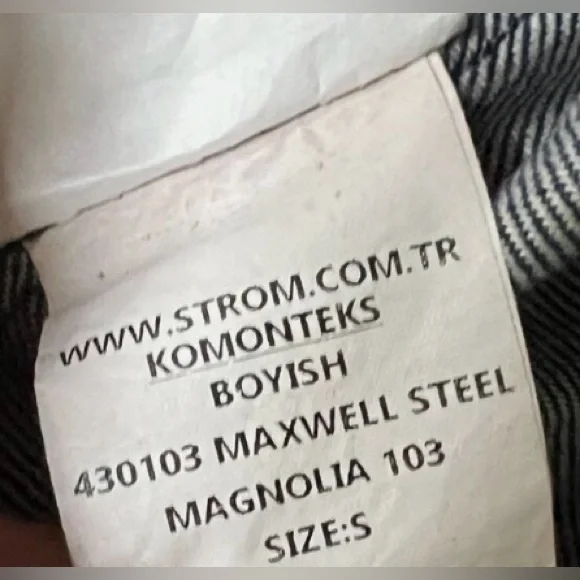 WWW.STROM.COM.TR
KOMONTEKS
BOYISH
430103 MAXWELL STEEL
MAGNOLIA 103
SIZE:S